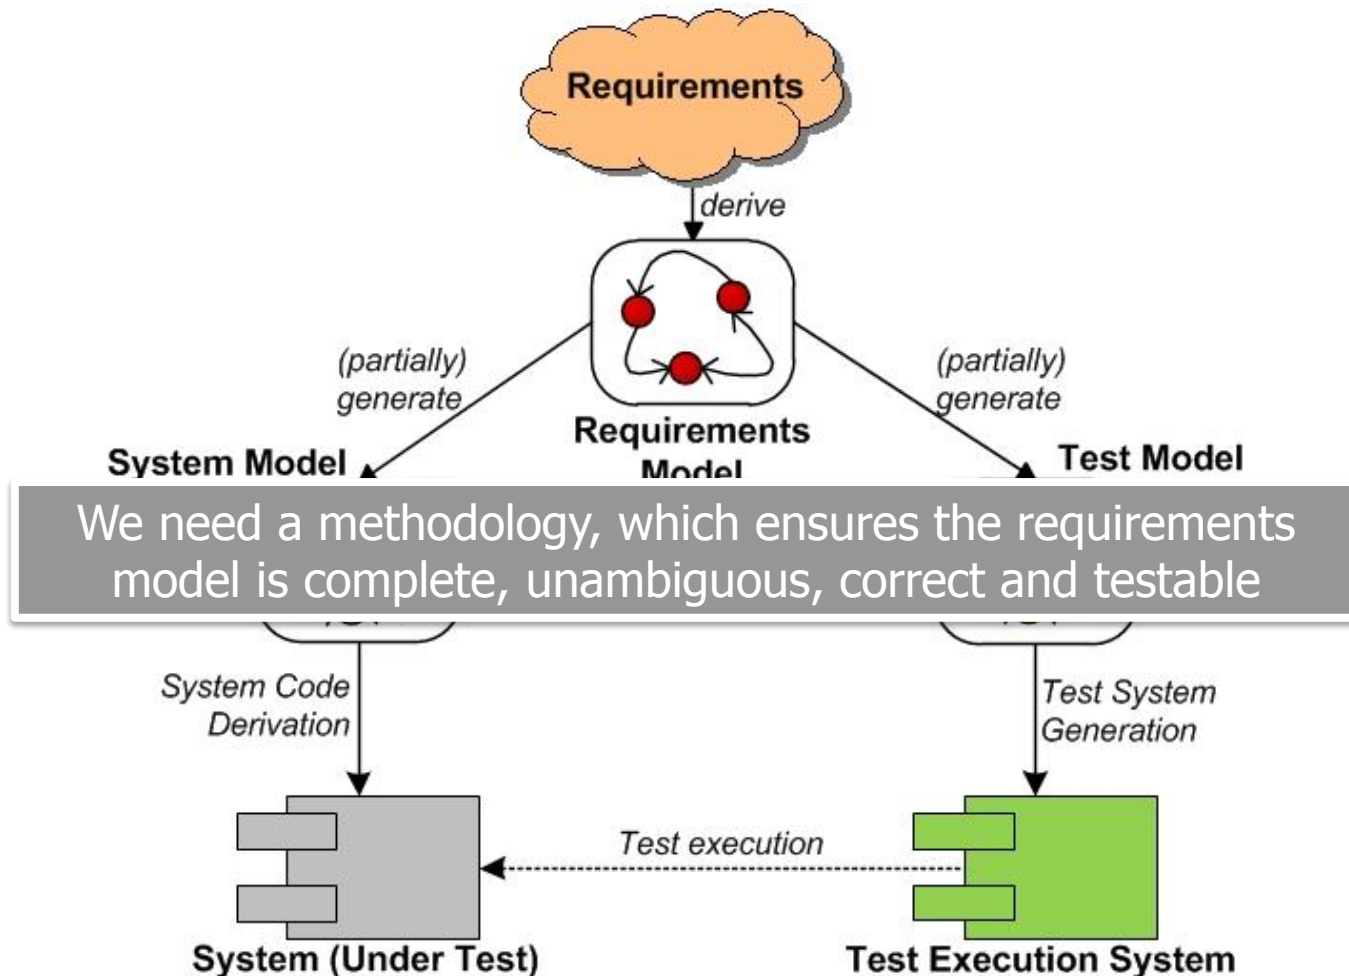 Requirements
derive
(partially)
generate
(partially)
generate
Requirements
Model
System Model
Test Model
We need a methodology, which ensures the requirements
model is complete, unambiguous, correct and testable
System Code
Derivation
Test System
Generation
Test execution
System (Under Test)
Test Execution System